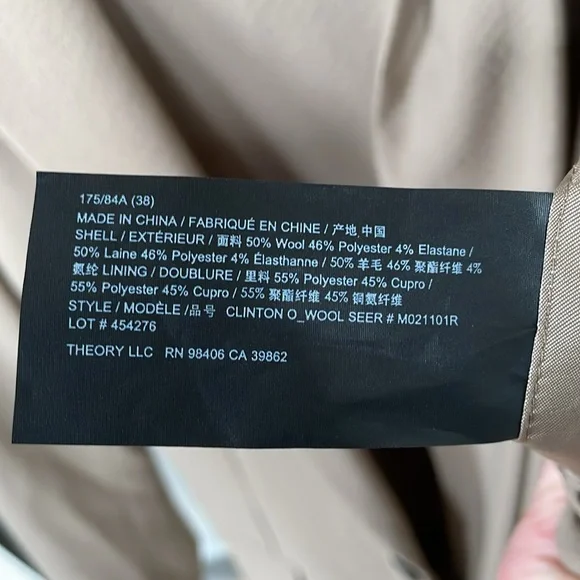 175/84A (38)
MADE IN CHINA / FABRIQUÉ EN CHINE / 产地,中国
SHELL / EXTÉRIEUR / 面料 50% Wool 46% Polyester 4% Elastane /
50% Laine 46% Polyester 4% Élasthanne / 50% 羊毛 46% 聚酯纤维 4%
氨纶 LINING / DOUBLURE / 里料 55% Polyester 45% Cupro /
55% Polyester 45% Cupro / 55% 聚酯纤维 45% 铜氨纤维
STYLE / MODÈLE / 品号 CLINTON O_WOOL SEER # M021101R
LOT # 454276
THEORY LLC RN 98406 CA 39862